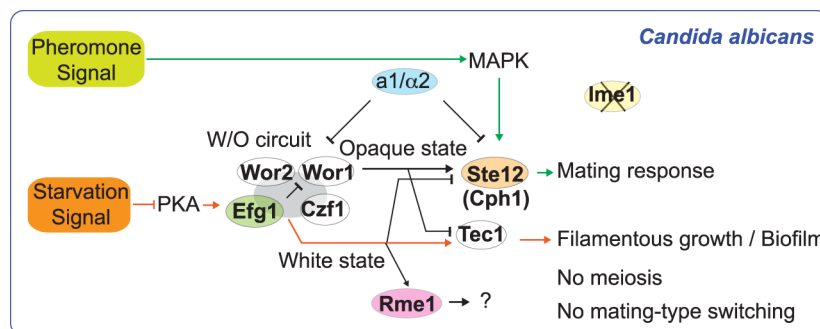 Candida albicans
Pheromone
Signal
MAPK
a1/α2
Ime1
W/O circuit
Opaque state
Wor2
Wor1
Ste12
(Cph1)
Mating response
Starvation
Signal
PKA
Efg1
Czf1
Tec1
Filamentous growth / Biofilm
White state
No meiosis
Rme1
?
No mating-type switching